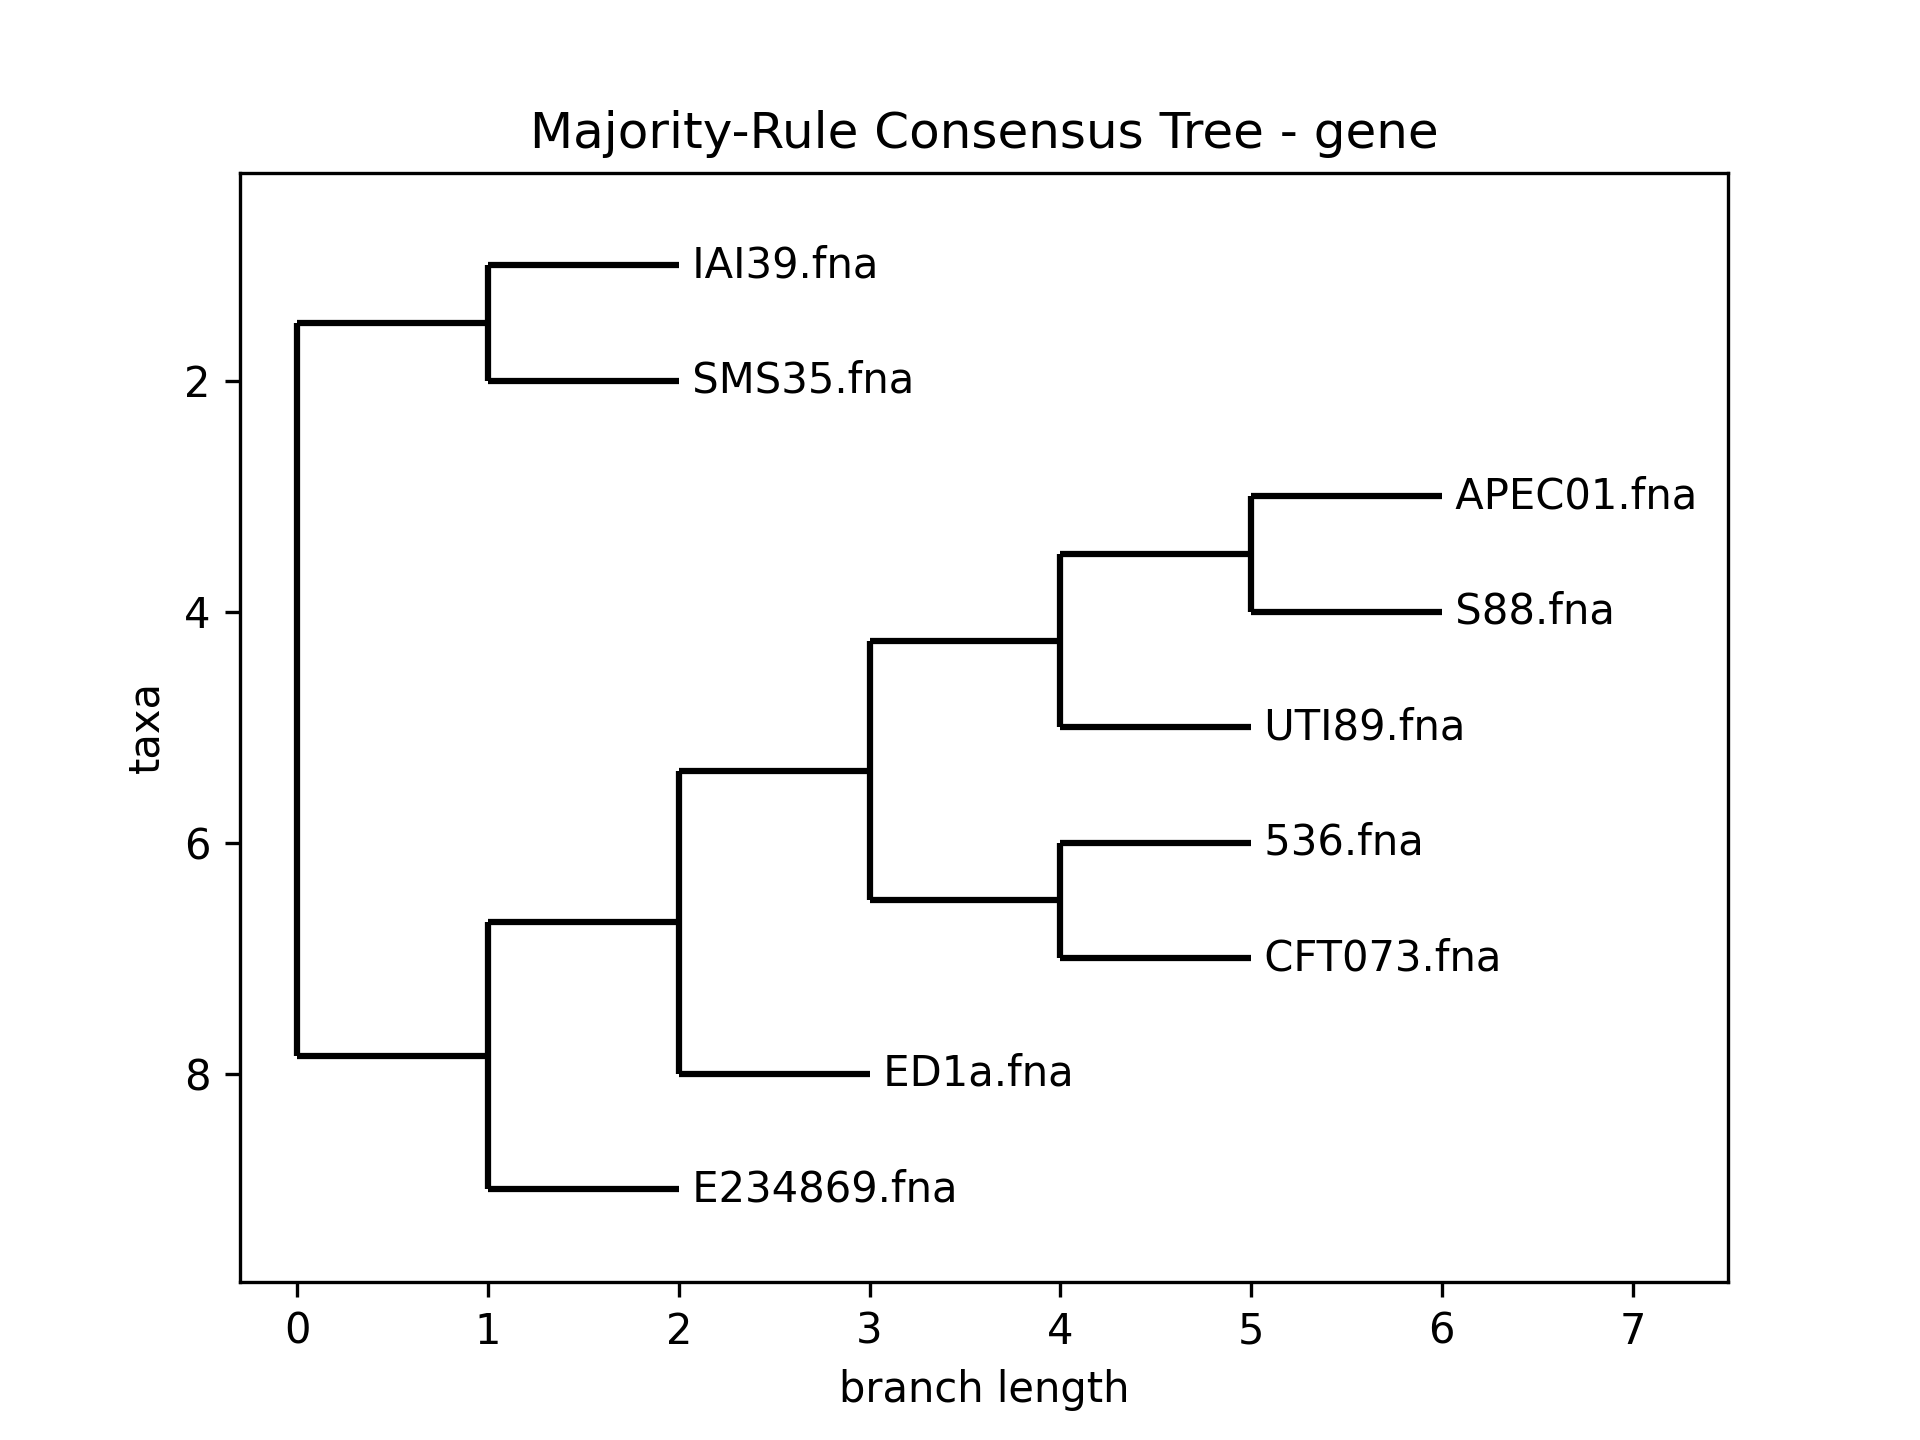 Majority-Rule Consensus Tree - gene
IAI39.fna
2
SMS35.fna
APEC01.fna
4
S88.fna
UTI89.fna
taxa
6
536.fna
CFT073.fna
8
ED1a.fna
E234869.fna
0 1 2 3 4 5 6 7
branch length